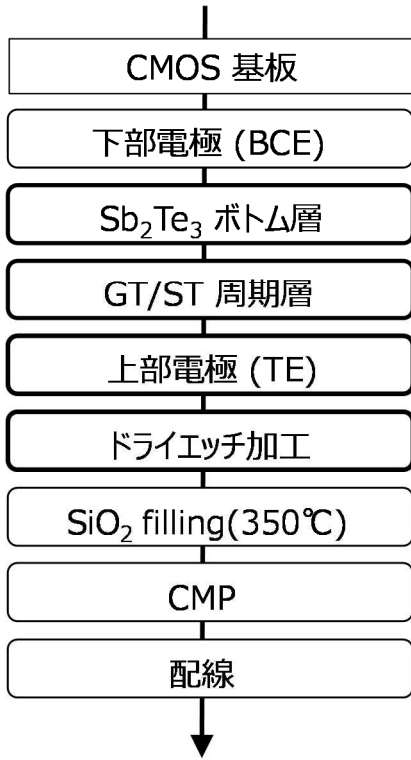 CMOS 基板
下部電極 (BCE)
Sb₂Te₃ ボトム層
GT/ST 周期層
上部電極 (TE)
ドライエッチ加工
SiO₂ filling(350℃)
CMP
配線